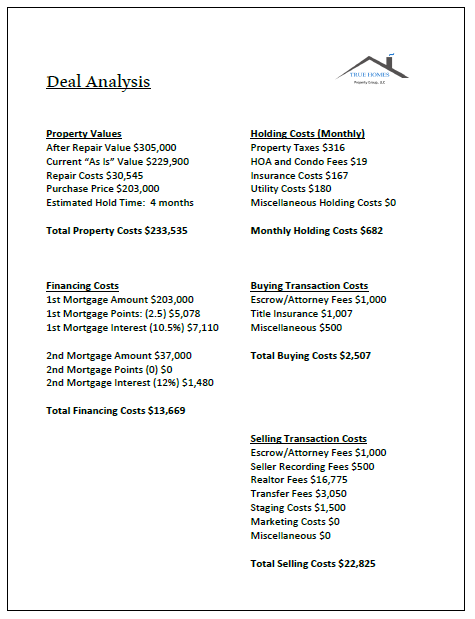 Deal Analysis
TRUE HOMES
Property Group, LLC
Property Values
After Repair Value $305,000
Current "As Is" Value $229,900
Repair Costs $30,545
Purchase Price $203,000
Estimated Hold Time:  4 months
Total Property Costs $233,535
Holding Costs (Monthly)
Property Taxes $316
HOA and Condo Fees $19
Insurance Costs $167
Utility Costs $180
Miscellaneous Holding Costs $0
Monthly Holding Costs $682
Financing Costs
1st Mortgage Amount $203,000
1st Mortgage Points: (2.5) $5,078
1st Mortgage Interest (10.5%) $7,110
2nd Mortgage Amount $37,000
2nd Mortgage Points (0) $0
2nd Mortgage Interest (12%) $1,480
Total Financing Costs $13,669
Buying Transaction Costs
Escrow/Attorney Fees $1,000
Title Insurance $1,007
Miscellaneous $500
Total Buying Costs $2,507
Selling Transaction Costs
Escrow/Attorney Fees $1,000
Seller Recording Fees $500
Realtor Fees $16,775
Transfer Fees $3,050
Staging Costs $1,500
Marketing Costs $0
Miscellaneous $0
Total Selling Costs $22,825